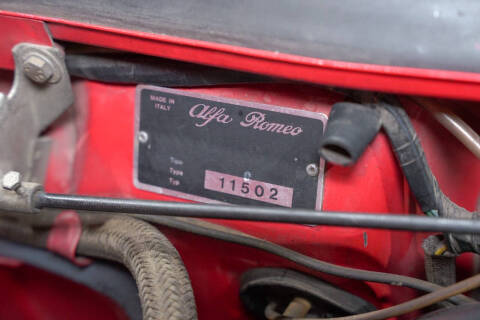 MADE IN
ITALY
Alfa Romeo
Tipo
Type
Typ
11502